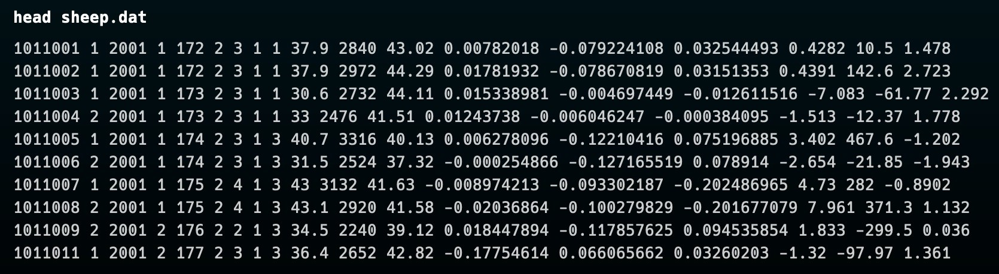 head sheep.dat
1011001 1 2001 1 172 2 3 1 1 37.9 2840 43.02 0.00782018 -0.079224108 0.032544493 0.4282 10.5 1.478
1011002 1 2001 1 172 2 3 1 1 37.9 2972 44.29 0.01781932 -0.078670819 0.03151353 0.4391 142.6 2.723
1011003 1 2001 1 173 2 3 1 1 30.6 2732 44.11 0.015338981 -0.004697449 -0.012611516 -7.083 -61.77 2.292
1011004 2 2001 1 173 2 3 1 1 33 2476 41.51 0.01243738 -0.006046247 -0.000384095 -1.513 -12.37 1.778
1011005 1 2001 1 174 2 3 1 3 40.7 3316 40.13 0.006278096 -0.12210416 0.075196885 3.402 467.6 -1.202
1011006 2 2001 1 174 2 3 1 3 31.5 2524 37.32 -0.000254866 -0.127165519 0.078914 -2.654 -21.85 -1.943
1011007 1 2001 1 175 2 4 1 3 43 3132 41.63 -0.008974213 -0.093302187 -0.202486965 4.73 282 -0.8902
1011008 2 2001 1 175 2 4 1 3 43.1 2920 41.58 -0.02036864 -0.100279829 -0.201677079 7.961 371.3 1.132
1011009 2 2001 2 176 2 2 1 3 34.5 2240 39.12 0.018447894 -0.117857625 0.094535854 1.833 -299.5 0.036
1011011 1 2001 2 177 2 3 1 3 36.4 2652 42.82 -0.17754614 0.066065662 0.03260203 -1.32 -97.97 1.361